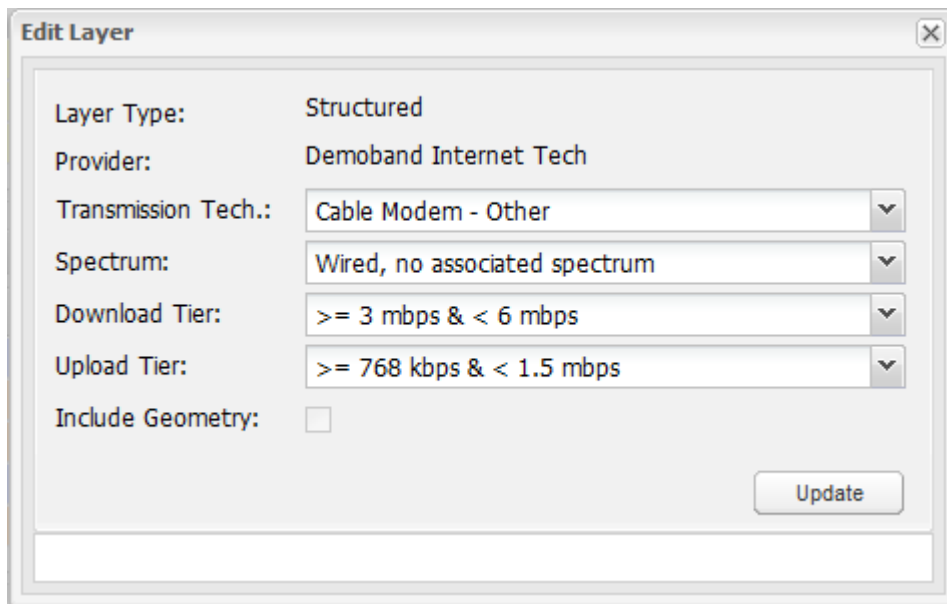 Edit Layer
Layer Type: Structured
Provider: Demoband Internet Tech
Transmission Tech.: Cable Modem - Other
Spectrum: Wired, no associated spectrum
Download Tier: >= 3 mbps & < 6 mbps
Upload Tier: >= 768 kbps & < 1.5 mbps
Include Geometry:
Update